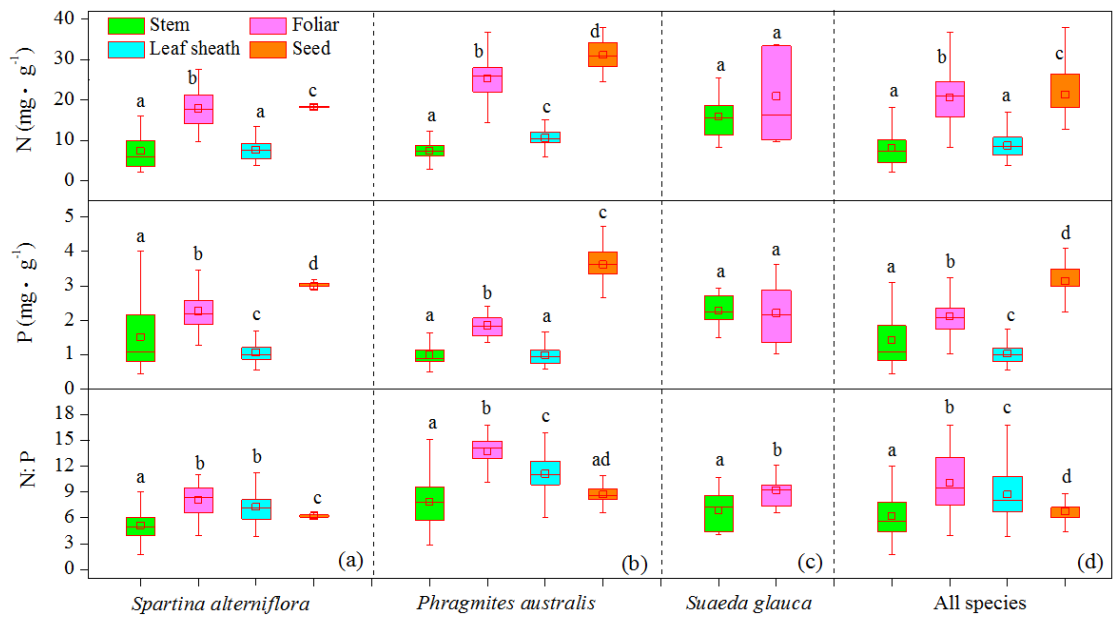 40
30
20
10
0
N (mg· g⁻¹)
Stem
Foliar
Leaf sheath
Seed
a
b
a
c
a
b
c
d
a
a
a
b
a
c
5
4
3
2
1
0
P (mg· g⁻¹)
a
b
c
d
a
b
a
c
a
a
a
b
c
d
18
15
12
9
6
3
0
N: P
a
b
b
c
(a)
a
b
c
ad
(b)
a
b
(c)
a
b
c
d
(d)
Spartina alterniflora
Phragmites australis
Suaeda glauca
All species